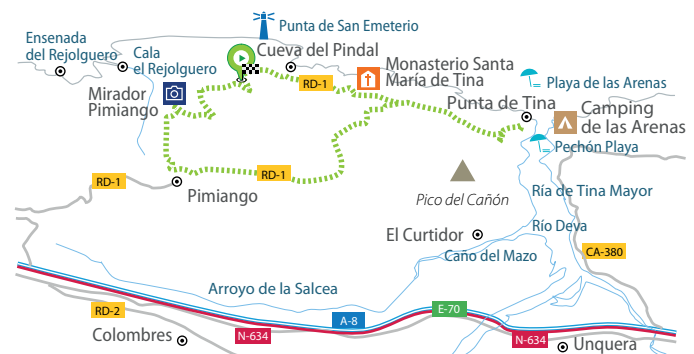 Punta de San Emeterio
Ensenada
del Rejolguero
Cala
el Rejolguero
Cueva del Pindal
Monasterio Santa
María de Tina
RD-1
Playa de las Arenas
Mirador
Pimiango
Punta de Tina
Camping
de las Arenas
Pechón Playa
RD-1
RD-1
Pimiango
Pico del Cañón
Ría de Tina Mayor
El Curtidor
Río Deva
Caño del Mazo
CA-380
Arroyo de la Salcea
RD-2
E-70
A-8
Colombres
N-634
N-634
Unquera